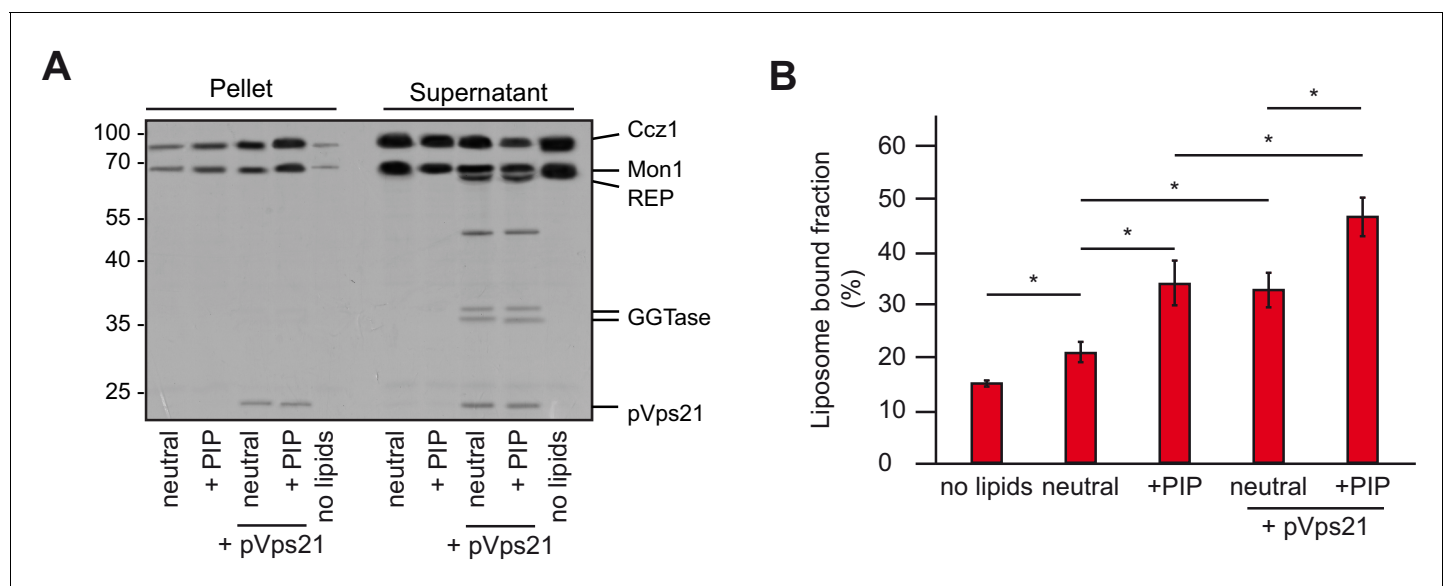 A
Pellet
Supernatant
100 -
70 -
55 -
40 -
35 -
25 -
Ccz1
Mon1
REP
GGTase
pVps21
neutral
+ PIP
neutral
+ PIP
no lipids
neutral
+ PIP
neutral
+ PIP
no lipids
+ pVps21
+ pVps21
B
Liposome bound fraction
(%)
60
50
40
30
20
10
0
*
*
*
*
*
*
no lipids
neutral
+PIP
neutral
+PIP
+ pVps21